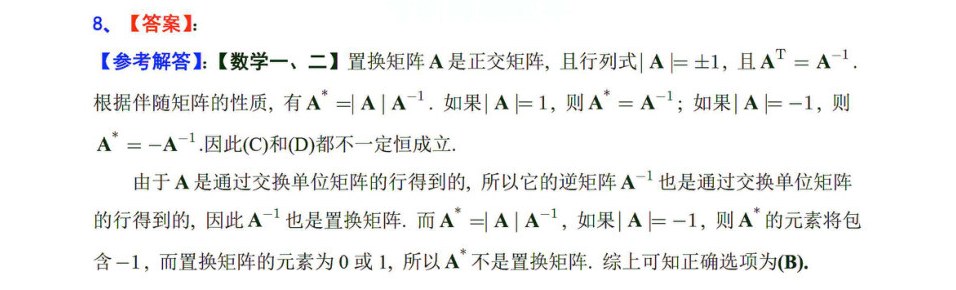 8、【答案】:
【参考解答】:【数学一、二】置换矩阵 A 是正交矩阵, 且行列式| A |= ±1, 且 Aᵀ = A⁻¹ .
根据伴随矩阵的性质, 有 A* =| A | A⁻¹ . 如果| A |= 1, 则 A* = A⁻¹; 如果| A |= −1, 则
A* = −A⁻¹.因此(C)和(D)都不一定恒成立.
由于 A 是通过交换单位矩阵的行得到的, 所以它的逆矩阵 A⁻¹ 也是通过交换单位矩阵
的行得到的, 因此 A⁻¹ 也是置换矩阵. 而 A* =| A | A⁻¹, 如果| A |= −1, 则 A* 的元素将包
含 −1, 而置换矩阵的元素为 0 或 1, 所以 A* 不是置换矩阵. 综上可知正确选项为(B).